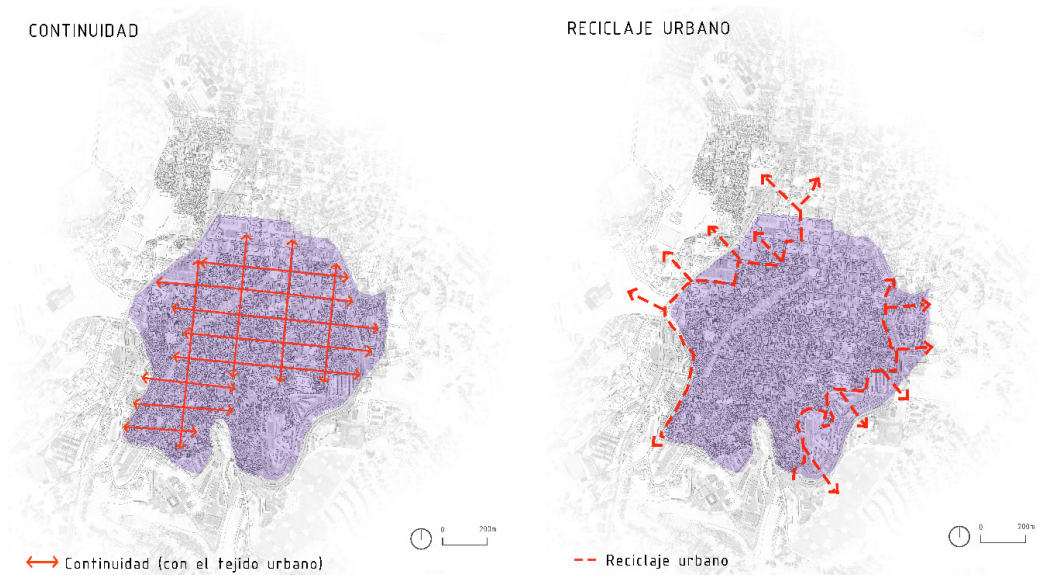 CONTINUIDAD
RECICLAJE URBANO
0 200m
0 200m
Continuidad (con el tejido urbano)
Reciclaje urbano